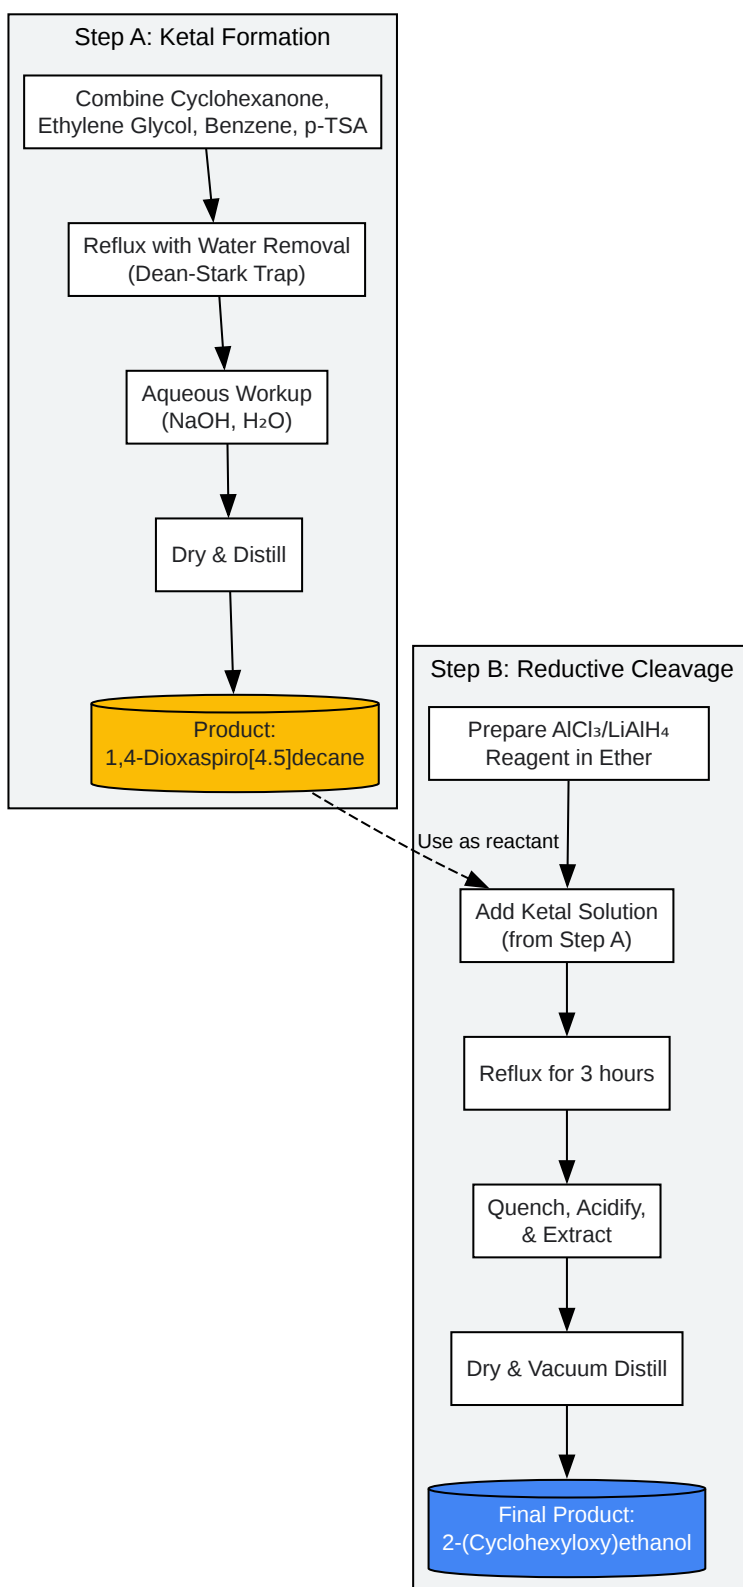 Step A: Ketal Formation
Combine Cyclohexanone,
Ethylene Glycol, Benzene, p-TSA
Reflux with Water Removal
(Dean-Stark Trap)
Aqueous Workup
(NaOH, H₂O)
Dry & Distill
Product:
1,4-Dioxaspiro[4.5]decane
Step B: Reductive Cleavage
Prepare AlCl₃/LiAlH₄
Reagent in Ether
Use as reactant
Add Ketal Solution
(from Step A)
Reflux for 3 hours
Quench, Acidify,
& Extract
Dry & Vacuum Distill
Final Product:
2-(Cyclohexyloxy)ethanol